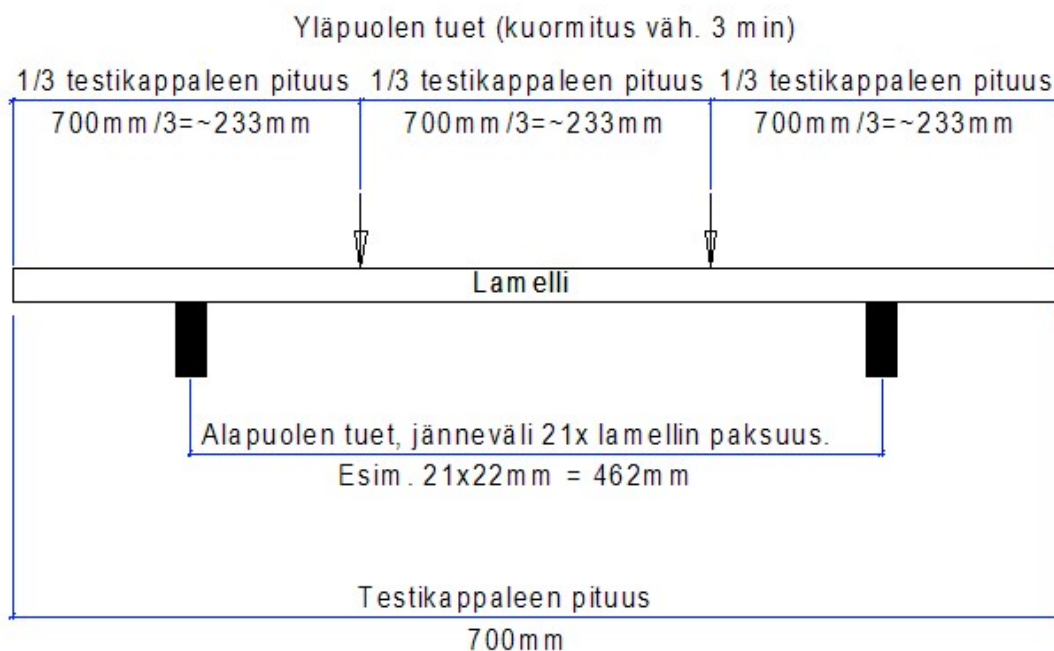 Yläpuolen tuet (kuormitus väh. 3 min)
1/3 testikappaleen pituus 1/3 testikappaleen pituus 1/3 testikappaleen pituus
700mm/3=~233mm 700mm/3=~233mm 700mm/3=~233mm
Lamelli
Alapuolen tuet, jänneväli 21x lamellin paksuus.
Esim. 21x22mm = 462mm
Testikappaleen pituus
700mm